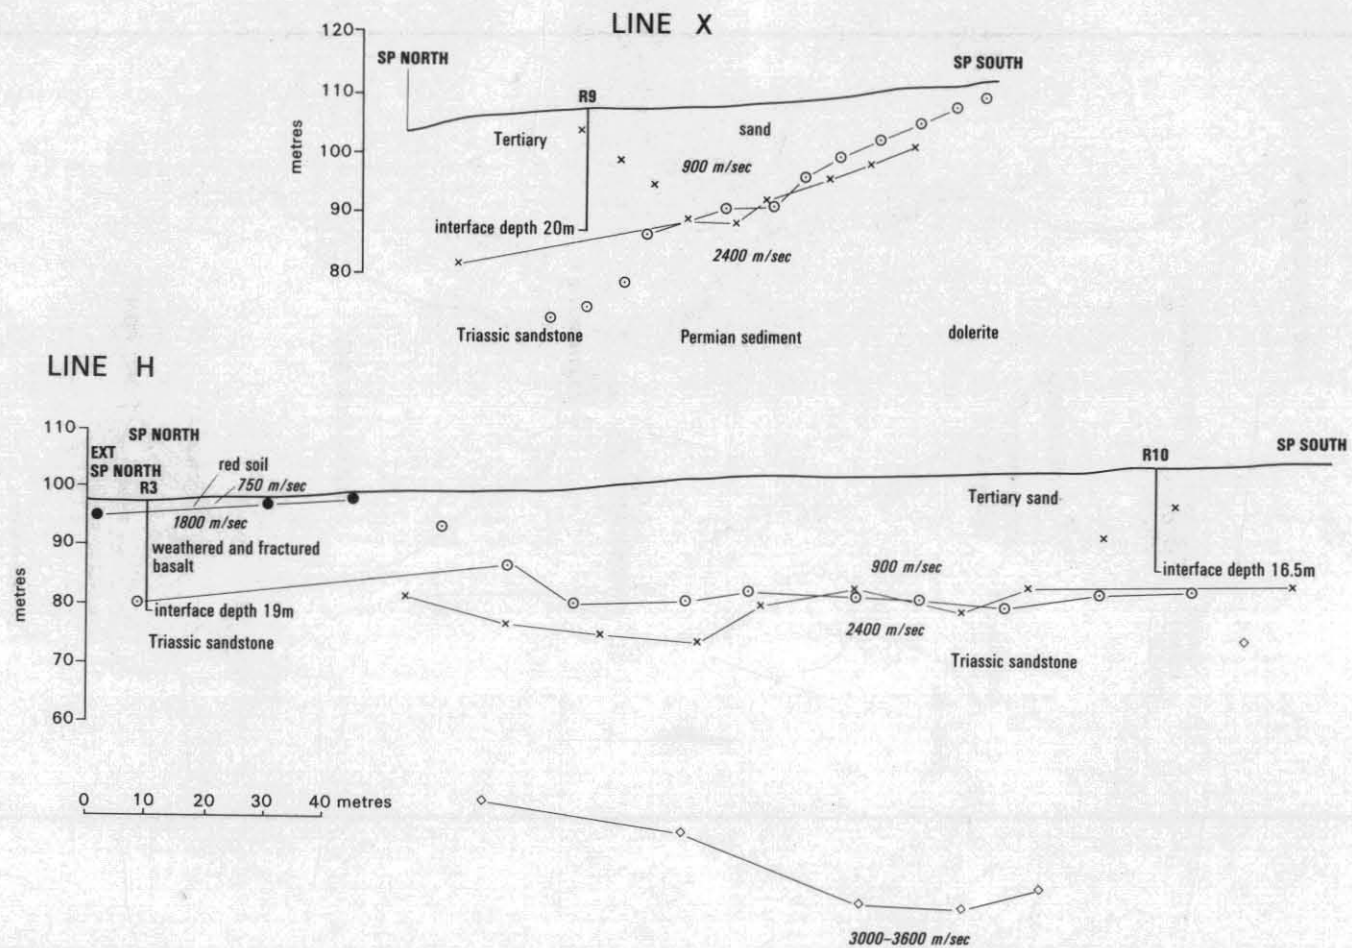 LINE X
120
SP NORTH
SP SOUTH
110
R9
metres
Tertiary
sand
100
900 m/sec
90
interface depth 20m
2400 m/sec
80
Triassic sandstone
Permian sediment
dolerite
LINE H
110
SP NORTH
EXT
SP NORTH
red soil
R10
SP SOUTH
100
R3
750 m/sec
Tertiary sand
1800 m/sec
90
weathered and fractured
basalt
900 m/sec
interface depth 16.5m
metres
80
interface depth 19m
2400 m/sec
Triassic sandstone
Triassic sandstone
70
60
0 10 20 30 40 metres
3000-3600 m/sec